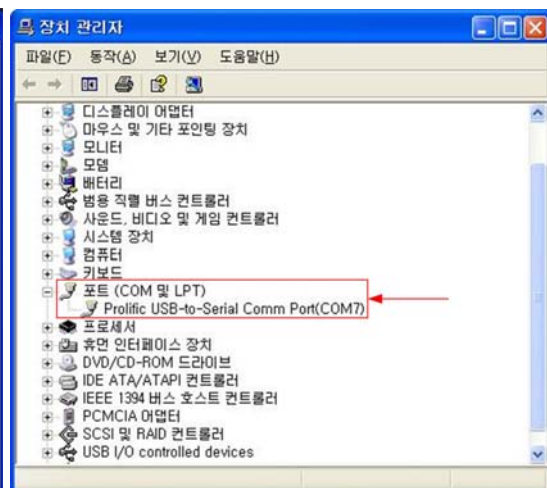 장치 관리자
파일(F) 동작(A) 보기(V) 도움말(H)
디스플레이 어댑터
마우스 및 기타 포인팅 장치
모니터
모뎀
배터리
범용 직렬 버스 컨트롤러
사운드, 비디오 및 게임 컨트롤러
시스템 장치
컴퓨터
키보드
포트 (COM 및 LPT)
Prolific USB-to-Serial Comm Port(COM7)
프로세서
휴먼 인터페이스 장치
DVD/CD-ROM 드라이브
IDE ATA/ATAPI 컨트롤러
IEEE 1394 버스 호스트 컨트롤러
PCMCIA 어댑터
SCSI 및 RAID 컨트롤러
USB I/O controlled devices